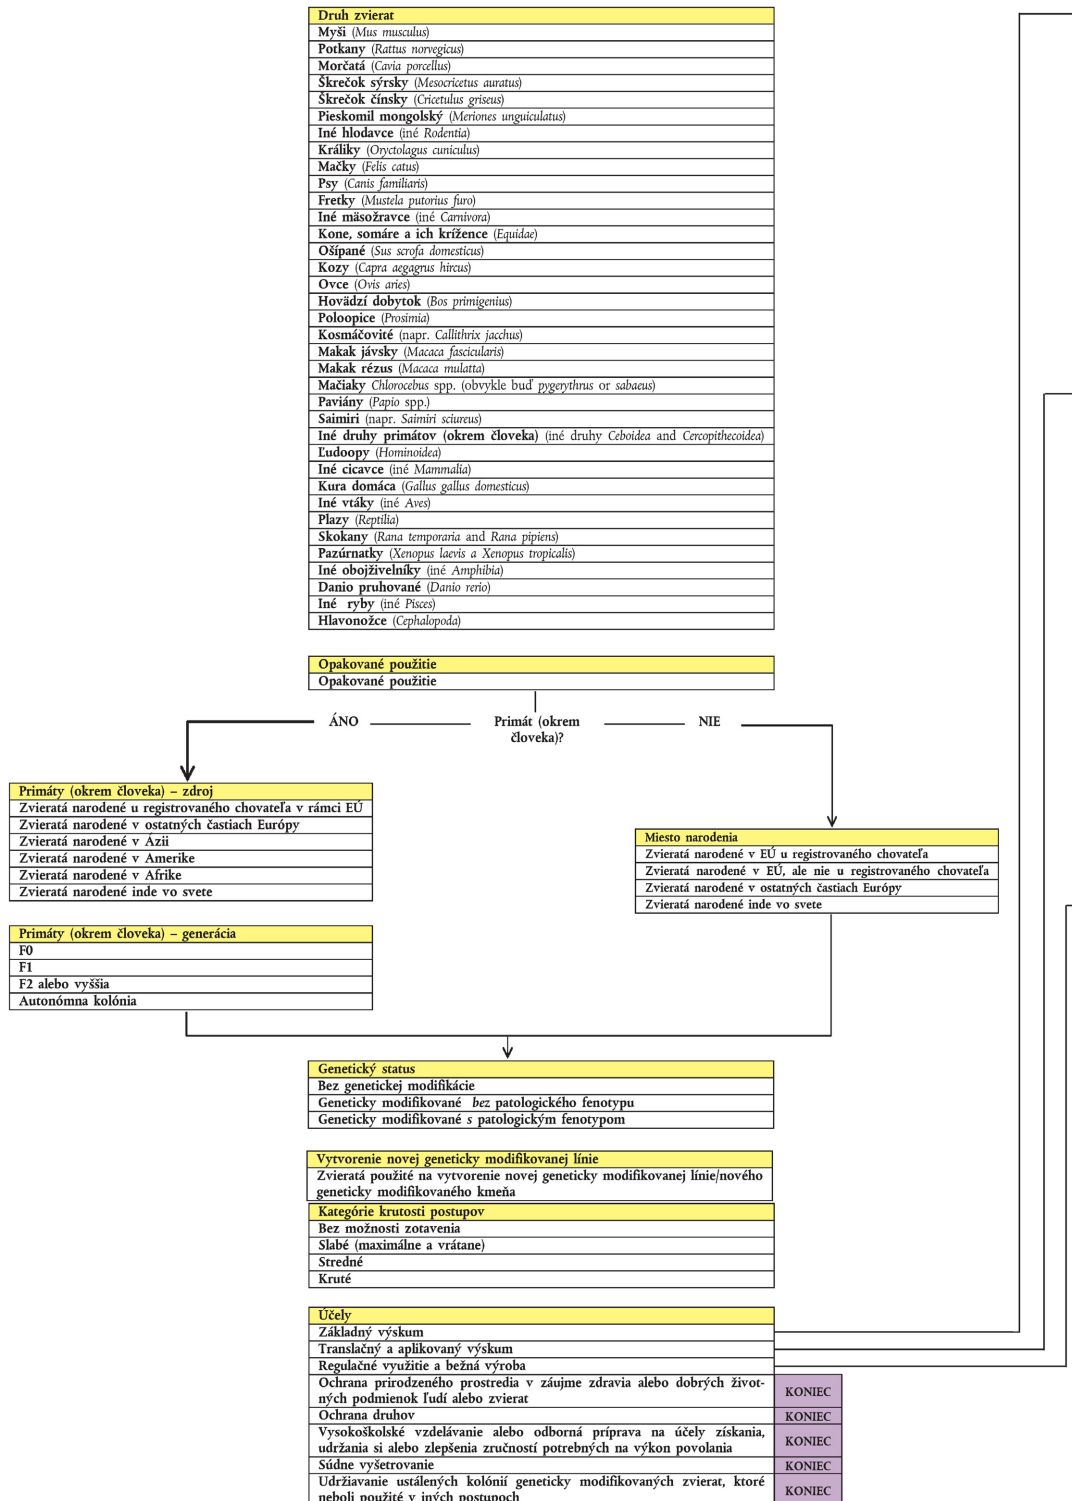 Druh zvierat
Myši (Mus musculus)
Potkany (Rattus norvegicus)
Morčatá (Cavia porcellus)
Škrečok sýrsky (Mesocricetus auratus)
Škrečok čínsky (Cricetulus griseus)
Pieskomil mongolský (Meriones unguiculatus)
Iné hlodavce (iné Rodentia)
Králiky (Oryctolagus cuniculus)
Mačky (Felis catus)
Psy (Canis familiaris)
Fretky (Mustela putorius furo)
Iné mäsožravce (iné Carnivora)
Kone, somáre a ich krížence (Equidae)
Ošípané (Sus scrofa domesticus)
Kozy (Capra aegagrus hircus)
Ovce (Ovis aries)
Hovädzí dobytok (Bos primigenius)
Poloopice (Prosimia)
Kosmáčovité (napr. Callithrix jacchus)
Makak jávsky (Macaca fascicularis)
Makak rézus (Macaca mulatta)
Mačiaky Chlorocebus spp. (obvykle buď pygerythrus or sabaeus)
Paviány (Papio spp.)
Saimiri (napr. Saimiri sciureus)
Iné druhy primátov (okrem človeka) (iné druhy Ceboidea and Cercopithecoidea)
Ľudoopy (Hominoidea)
Iné cicavce (iné Mammalia)
Kura domáca (Gallus gallus domesticus)
Iné vtáky (iné Aves)
Plazy (Reptilia)
Skokany (Rana temporaria and Rana pipiens)
Pazúrnatky (Xenopus laevis a Xenopus tropicalis)
Iné obojživelníky (iné Amphibia)
Danio pruhované (Danio rerio)
Iné ryby (iné Pisces)
Hlavonožce (Cephalopoda)
Opakované použitie
Opakované použitie
ÁNO
Primát (okrem
človeka)?
NIE
Primáty (okrem človeka) – zdroj
Zvieratá narodené u registrovaného chovateľa v rámci EÚ
Zvieratá narodené v ostatných častiach Európy
Zvieratá narodené v Ázii
Zvieratá narodené v Amerike
Zvieratá narodené v Afrike
Zvieratá narodené inde vo svete
Miesto narodenia
Zvieratá narodené v EÚ u registrovaného chovateľa
Zvieratá narodené v EÚ, ale nie u registrovaného chovateľa
Zvieratá narodené v ostatných častiach Európy
Zvieratá narodené inde vo svete
Primáty (okrem človeka) – generácia
F0
F1
F2 alebo vyššia
Autonómna kolónia
Genetický status
Bez genetickej modifikácie
Geneticky modifikované bez patologického fenotypu
Geneticky modifikované s patologickým fenotypom
Vytvorenie novej geneticky modifikovanej línie
Zvieratá použité na vytvorenie novej geneticky modifikovanej línie/nového
geneticky modifikovaného kmeňa
Kategórie krutosti postupov
Bez možnosti zotavenia
Slabé (maximálne a vrátane)
Stredné
Kruté
Účely
Základný výskum
Translačný a aplikovaný výskum
Regulačné využitie a bežná výroba
Ochrana prirodzeného prostredia v záujme zdravia alebo dobrých život-
ných podmienok ľudí alebo zvierat
KONIEC
Ochrana druhov
KONIEC
Vysokoškolské vzdelávanie alebo odborná príprava na účely získania,
udržania si alebo zlepšenia zručností potrebných na výkon povolania
KONIEC
Súdne vyšetrovanie
KONIEC
Udržiavanie ustálených kolónií geneticky modifikovaných zvierat, ktoré
neboli použité v iných postupoch
KONIEC